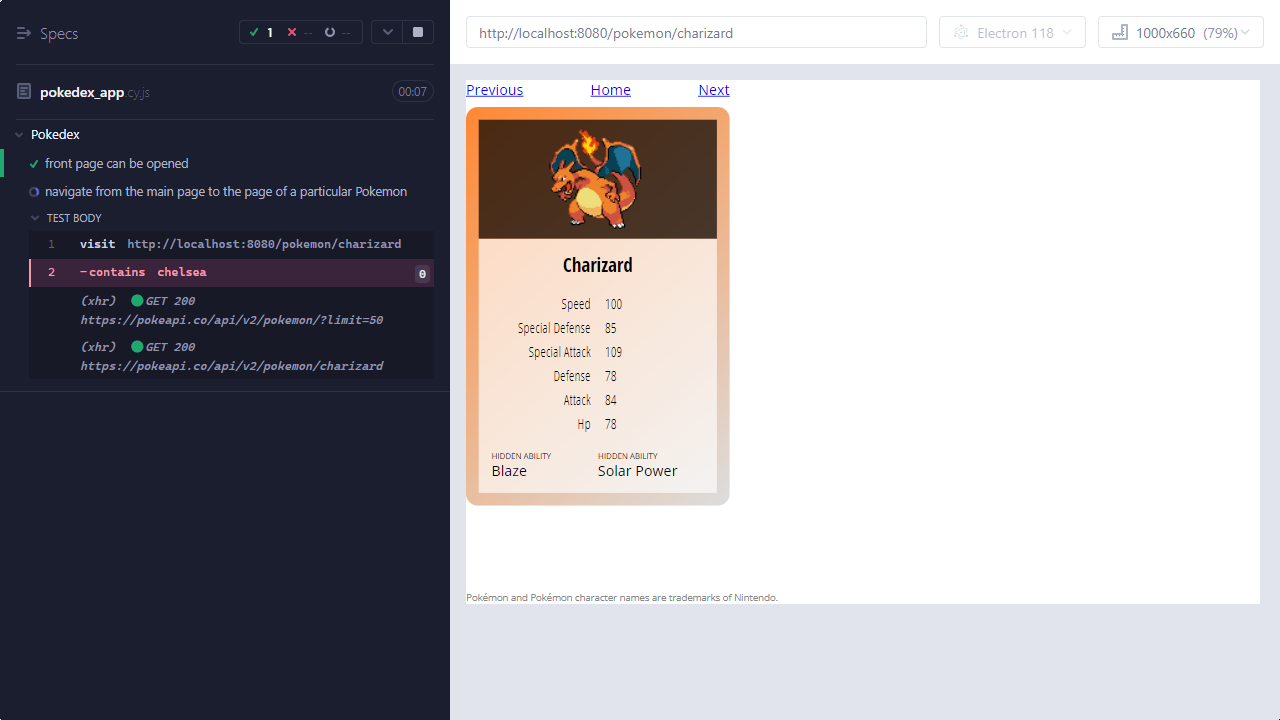 Specs
1
--
--
pokedex_app.cy.js
00:07
Pokedex
front page can be opened
navigate from the main page to the page of a particular Pokemon
TEST BODY
1 visit http://localhost:8080/pokemon/charizard
2 -contains chelsea 0
(xhr) GET 200
https://pokeapi.co/api/v2/pokemon/?limit=50
(xhr) GET 200
https://pokeapi.co/api/v2/pokemon/charizard
http://localhost:8080/pokemon/charizard
Electron 118
1000x660 (79%)
Previous Home Next
Charizard
Speed 100
Special Defense 85
Special Attack 109
Defense 78
Attack 84
Hp 78
HIDDEN ABILITY HIDDEN ABILITY
Blaze Solar Power
Pokémon and Pokémon character names are trademarks of Nintendo.